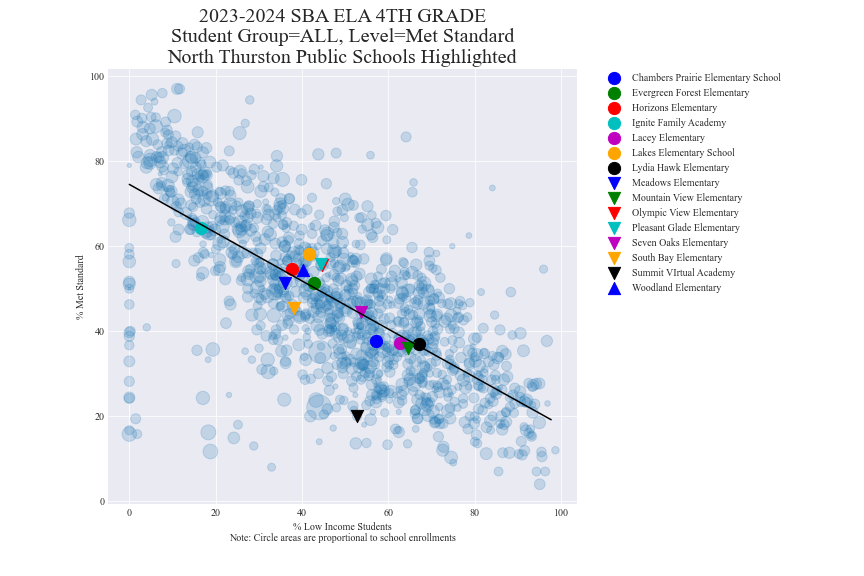 2023-2024 SBA ELA 4TH GRADE
Student Group=ALL, Level=Met Standard
North Thurston Public Schools Highlighted
% Met Standard
100
80
60
40
20
0
0 20 40 60 80 100
% Low Income Students
Note: Circle areas are proportional to school enrollments
Chambers Prairie Elementary School
Evergreen Forest Elementary
Horizons Elementary
Ignite Family Academy
Lacey Elementary
Lakes Elementary School
Lydia Hawk Elementary
Meadows Elementary
Mountain View Elementary
Olympic View Elementary
Pleasant Glade Elementary
Seven Oaks Elementary
South Bay Elementary
Summit VIrtual Academy
Woodland Elementary